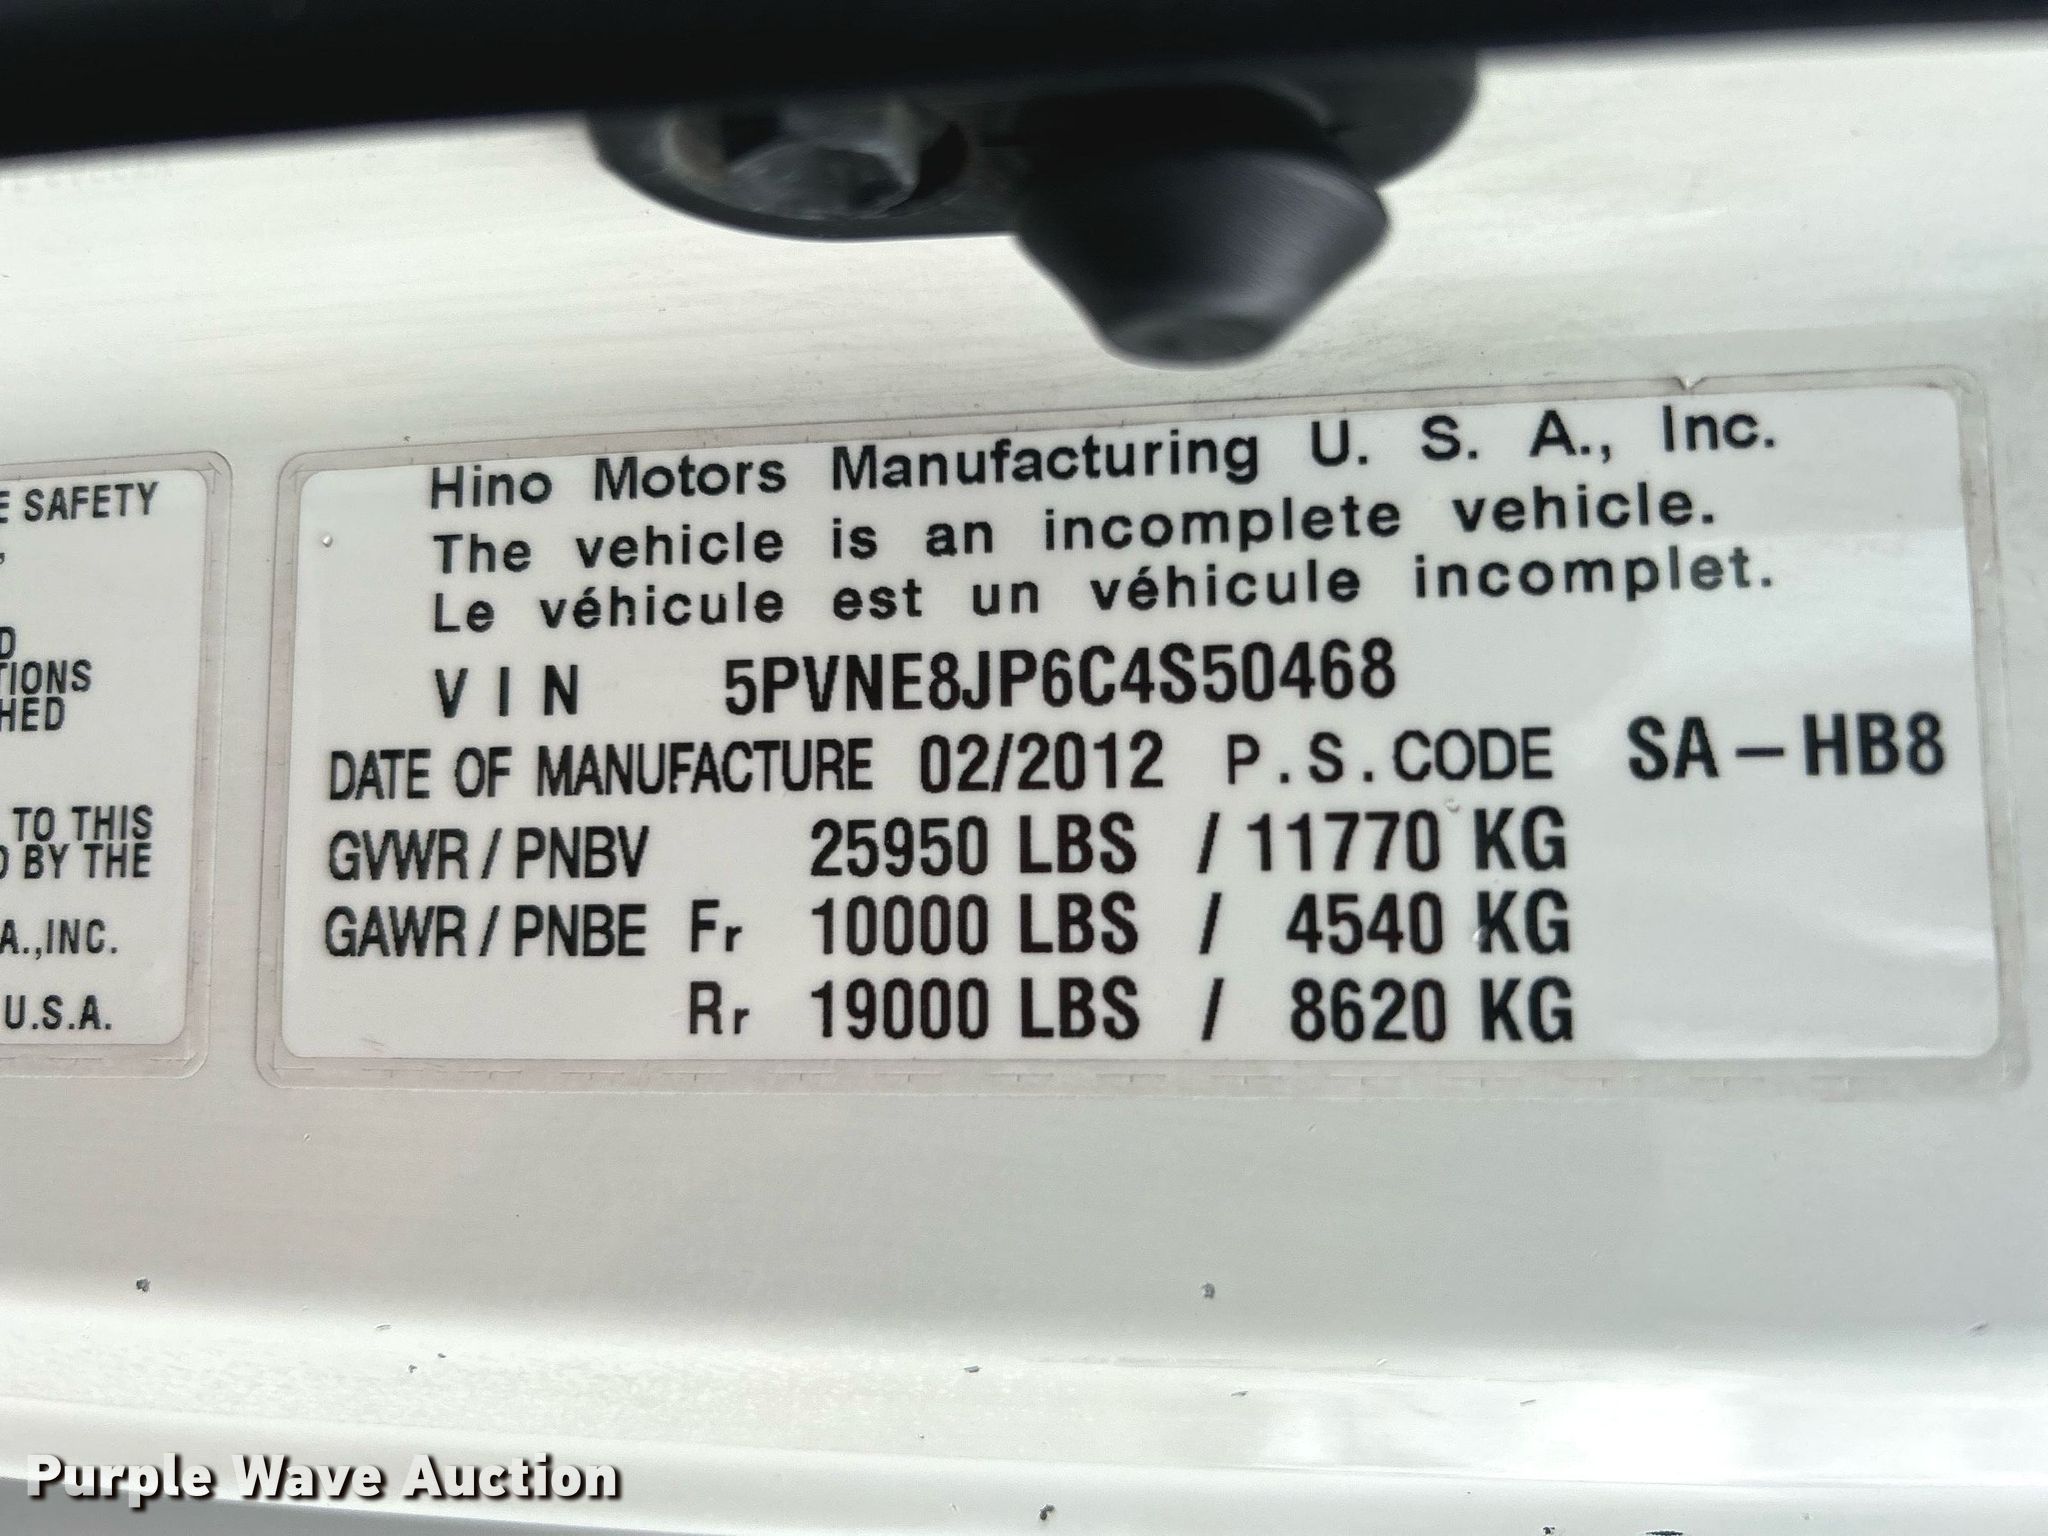 E SAFETY
,
D
TIONS
HED
TO THIS
D BY THE
A.,INC.
U.S.A.
Hino Motors Manufacturing U. S. A., Inc.
The vehicle is an incomplete vehicle.
Le véhicule est un véhicule incomplet.
VIN 5PVNE8JP6C4S50468
DATE OF MANUFACTURE 02/2012 P.S.CODE SA-HB8
GVWR/PNBV 25950 LBS / 11770 KG
GAWR/PNBE Fr 10000 LBS / 4540 KG
Rr 19000 LBS / 8620 KG
Purple Wave Auction